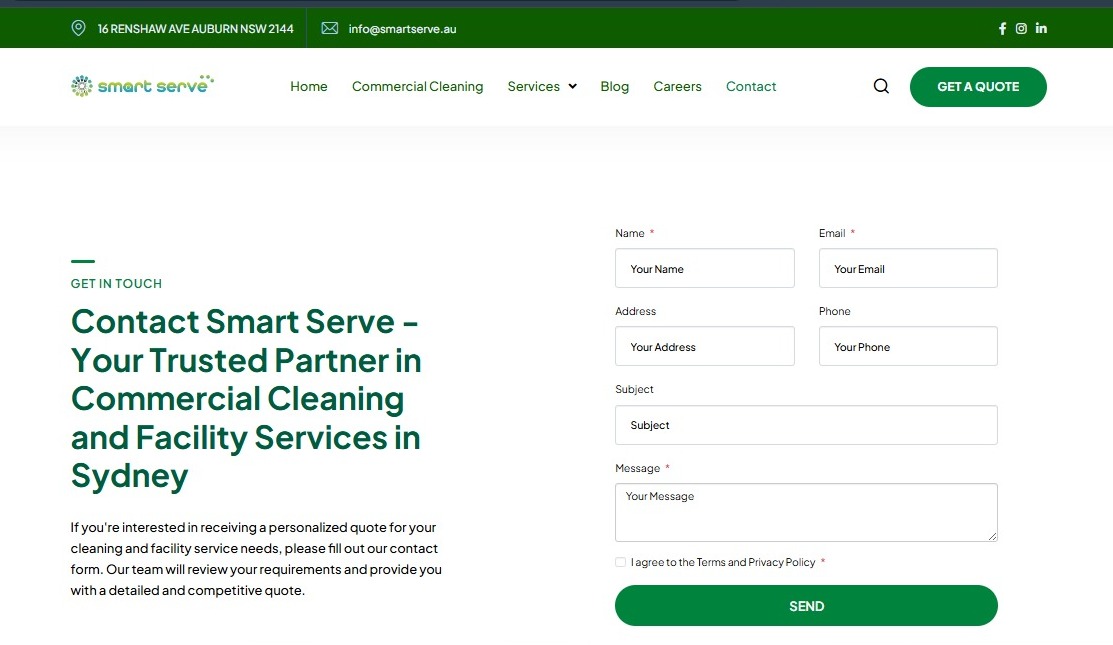 16 RENSHAW AVE AUBURN NSW 2144
info@smartserve.au
smart serve
Home Commercial Cleaning Services Blog Careers Contact
GET A QUOTE
GET IN TOUCH
Contact Smart Serve –
Your Trusted Partner in
Commercial Cleaning
and Facility Services in
Sydney
If you're interested in receiving a personalized quote for your
cleaning and facility service needs, please fill out our contact
form. Our team will review your requirements and provide you
with a detailed and competitive quote.
Name * Email *
Your Name Your Email
Address Phone
Your Address Your Phone
Subject
Subject
Message *
Your Message
I agree to the Terms and Privacy Policy *
SEND